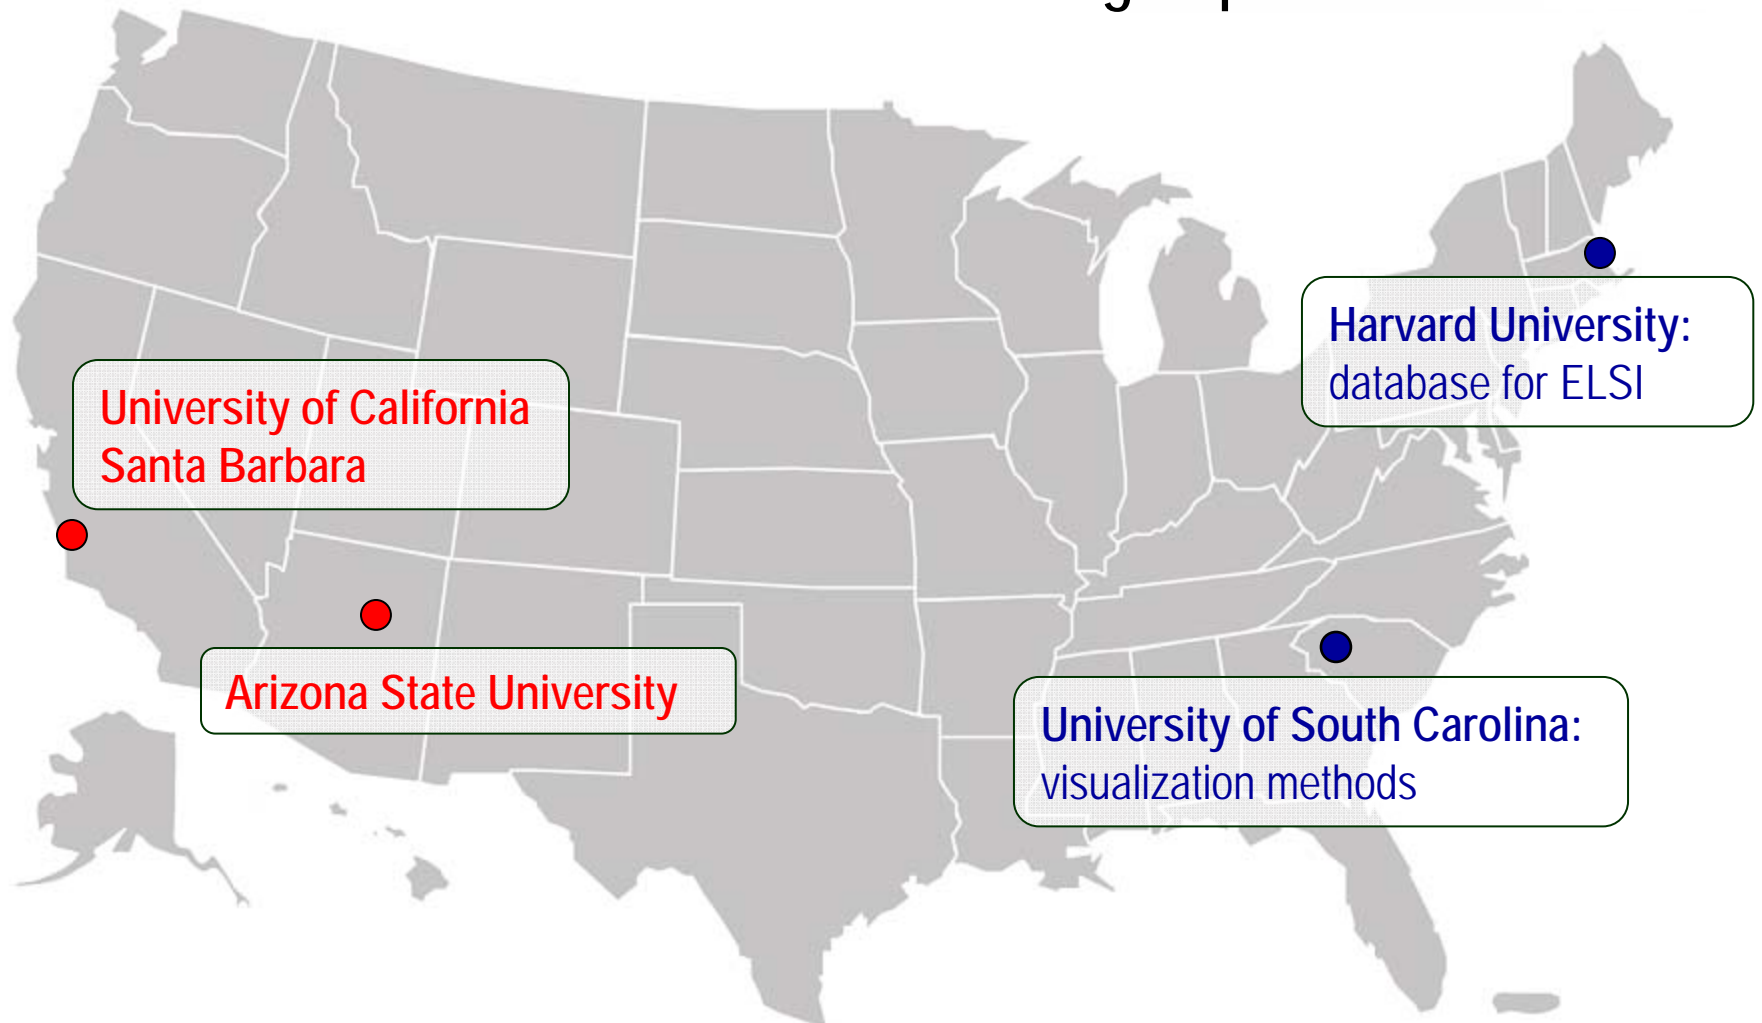 University of California
Santa Barbara
Arizona State University
Harvard University:
database for ELSI
University of South Carolina:
visualization methods